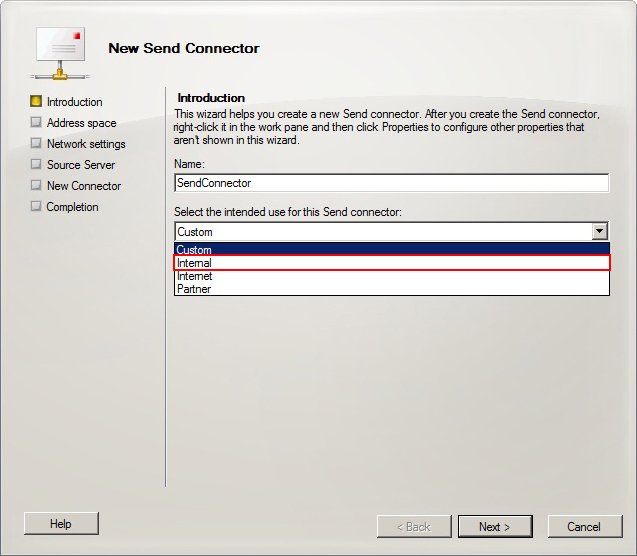 New Send Connector
Introduction
Address space
Network settings
Source Server
New Connector
Completion
Introduction
This wizard helps you create a new Send connector. After you create the Send connector,
right-click it in the work pane and then click Properties to configure other properties that
aren't shown in this wizard.
Name:
SendConnector
Select the intended use for this Send connector:
Custom
Custom
Internal
Internet
Partner
Help
< Back
Next >
Cancel